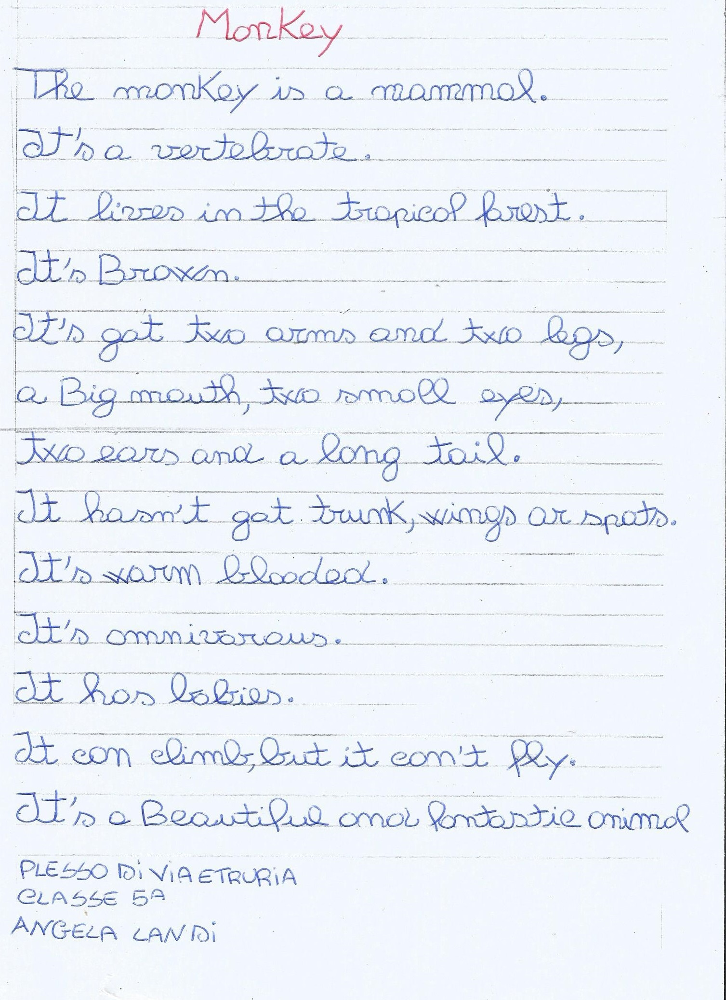 Monkey
The monkey is a mammal.
It's a vertebrate.
It lives in the tropical forest.
It's Brown.
It's got two arms and two legs,
a Big mouth, two small eyes,
two ears and a long tail.
It hasn't got trunk, wings or spots.
It's warm blooded.
It's omnivorous.
It has babies.
It can climb, but it can't fly.
It's a Beautiful and fantastic animal
PLESSO Di ViA ETRURiA
CLASSE 5A
ANGELA LANDi